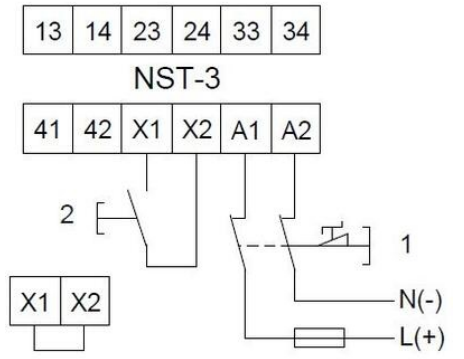 13 14 23 24 33 34
NST-3
41 42 X1 X2 A1 A2
2
1
X1 X2
N(-)
L(+)